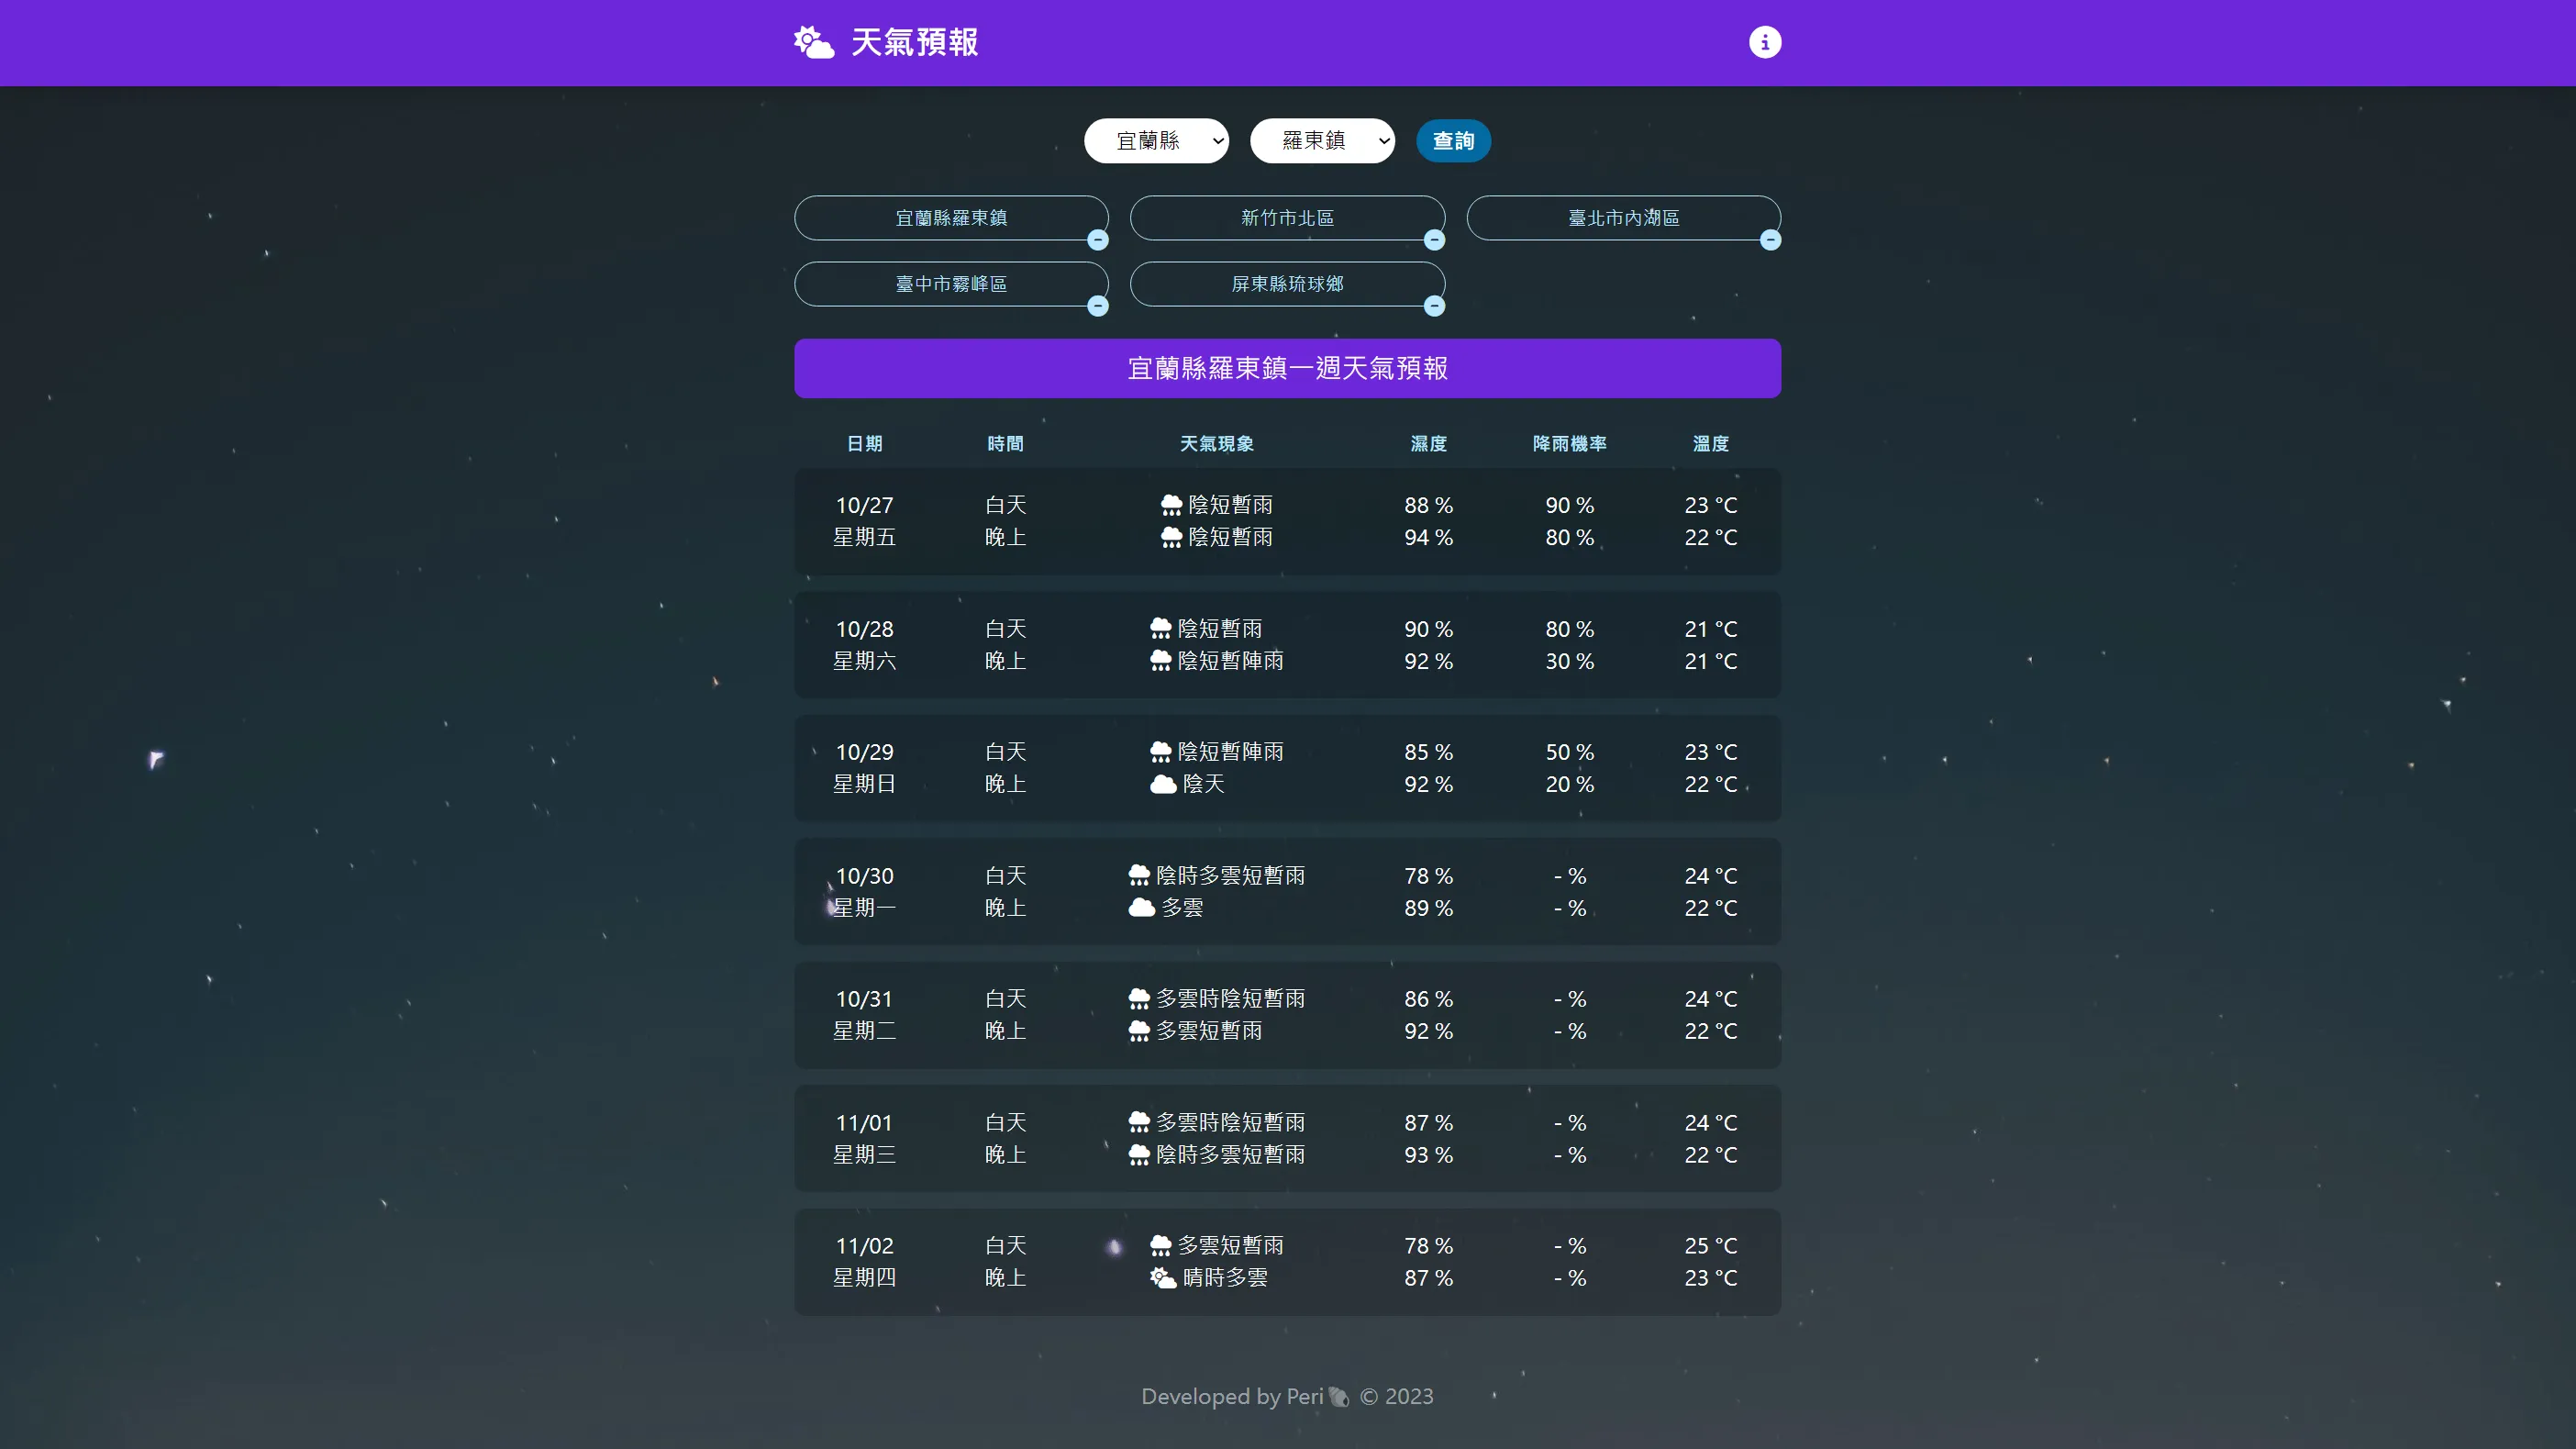 天氣預報
宜蘭縣 羅東鎮 查詢
宜蘭縣羅東鎮 新竹市北區 臺北市內湖區
臺中市霧峰區 屏東縣琉球鄉
宜蘭縣羅東鎮一週天氣預報
日期 時間 天氣現象 濕度 降雨機率 溫度
10/27 白天 陰短暫雨 88 % 90 % 23 °C
星期五 晚上 陰短暫雨 94 % 80 % 22 °C
10/28 白天 陰短暫雨 90 % 80 % 21 °C
星期六 晚上 陰短暫陣雨 92 % 30 % 21 °C
10/29 白天 陰短暫陣雨 85 % 50 % 23 °C
星期日 晚上 陰天 92 % 20 % 22 °C
10/30 白天 陰時多雲短暫雨 78 % - % 24 °C
星期一 晚上 多雲 89 % - % 22 °C
10/31 白天 多雲時陰短暫雨 86 % - % 24 °C
星期二 晚上 多雲短暫雨 92 % - % 22 °C
11/01 白天 多雲時陰短暫雨 87 % - % 24 °C
星期三 晚上 陰時多雲短暫雨 93 % - % 22 °C
11/02 白天 多雲短暫雨 78 % - % 25 °C
星期四 晚上 晴時多雲 87 % - % 23 °C
Developed by Peri © 2023